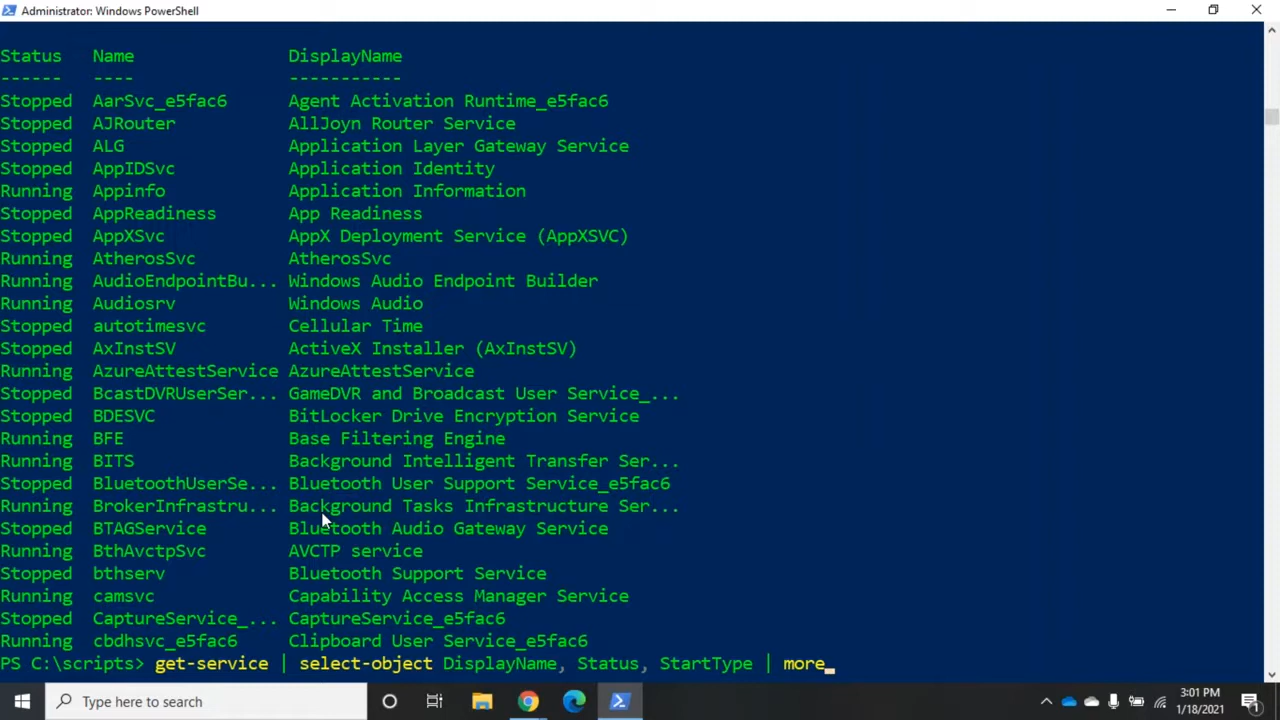 Administrator: Windows PowerShell
Status Name DisplayName
------ ---- -----------
Stopped AarSvc_e5fac6 Agent Activation Runtime_e5fac6
Stopped AJRouter AllJoyn Router Service
Stopped ALG Application Layer Gateway Service
Stopped AppIDSvc Application Identity
Running Appinfo Application Information
Stopped AppReadiness App Readiness
Stopped AppXSvc AppX Deployment Service (AppXSVC)
Running AtherosSvc AtherosSvc
Running AudioEndpointBu... Windows Audio Endpoint Builder
Running Audiosrv Windows Audio
Stopped autotimesvc Cellular Time
Stopped AxInstSV ActiveX Installer (AxInstSV)
Running AzureAttestService AzureAttestService
Stopped BcastDVRUserSer... GameDVR and Broadcast User Service_...
Stopped BDESVC BitLocker Drive Encryption Service
Running BFE Base Filtering Engine
Running BITS Background Intelligent Transfer Ser...
Stopped BluetoothUserSe... Bluetooth User Support Service_e5fac6
Running BrokerInfrastru... Background Tasks Infrastructure Ser...
Stopped BTAGService Bluetooth Audio Gateway Service
Running BthAvctpSvc AVCTP service
Stopped bthserv Bluetooth Support Service
Running camsvc Capability Access Manager Service
Stopped CaptureService_... CaptureService_e5fac6
Running cbdhsvc_e5fac6 Clipboard User Service_e5fac6
PS C:\scripts> get-service | select-object DisplayName, Status, StartType | more_
Type here to search
3:01 PM
1/18/2021
1